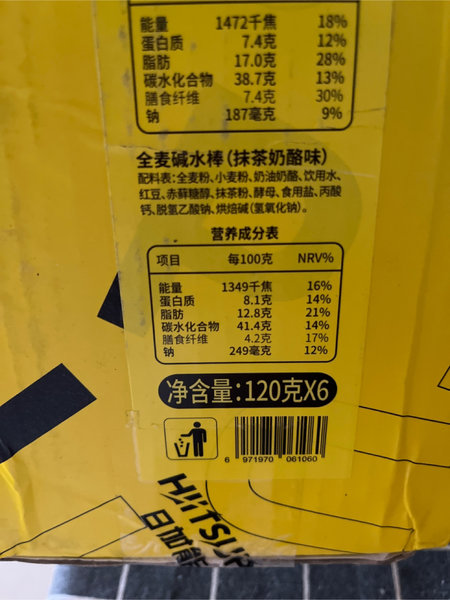 能量 1472千焦 18%
蛋白质 7.4克 12%
脂肪 17.0克 28%
碳水化合物 38.7克 13%
膳食纤维 7.4克 30%
钠 187毫克 9%
全麦碱水棒(抹茶奶酪味)
配料表:全麦粉、小麦粉、奶油奶酪、饮用水、
红豆、赤藓糖醇、抹茶粉、酵母、食用盐、丙酸
钙、脱氢乙酸钠、烘焙碱(氢氧化钠)。
营养成分表
项目 每100克 NRV%
能量 1349千焦 16%
蛋白质 8.1克 14%
脂肪 12.8克 21%
碳水化合物 41.4克 14%
膳食纤维 4.2克 17%
钠 249毫克 12%
净含量:120克X6
6 971970 061060